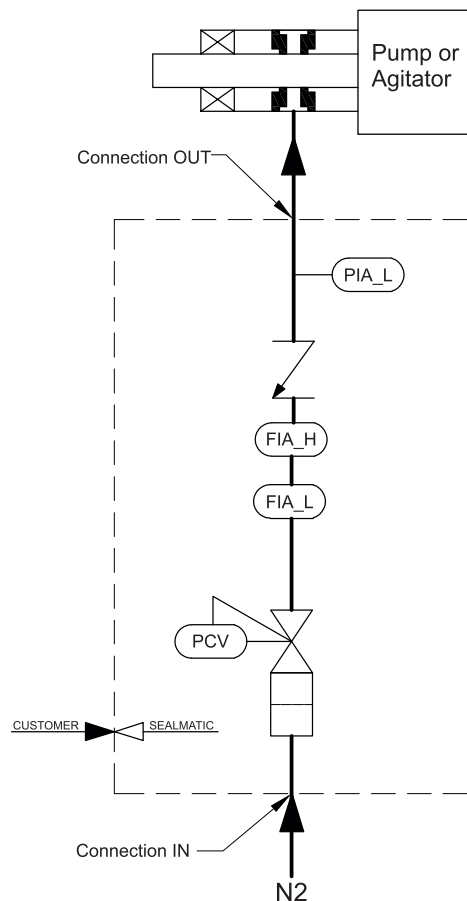 Pump or
Agitator
Connection OUT
PIA_L
FIA_H
FIA_L
PCV
CUSTOMER
SEALMATIC
Connection IN
N2